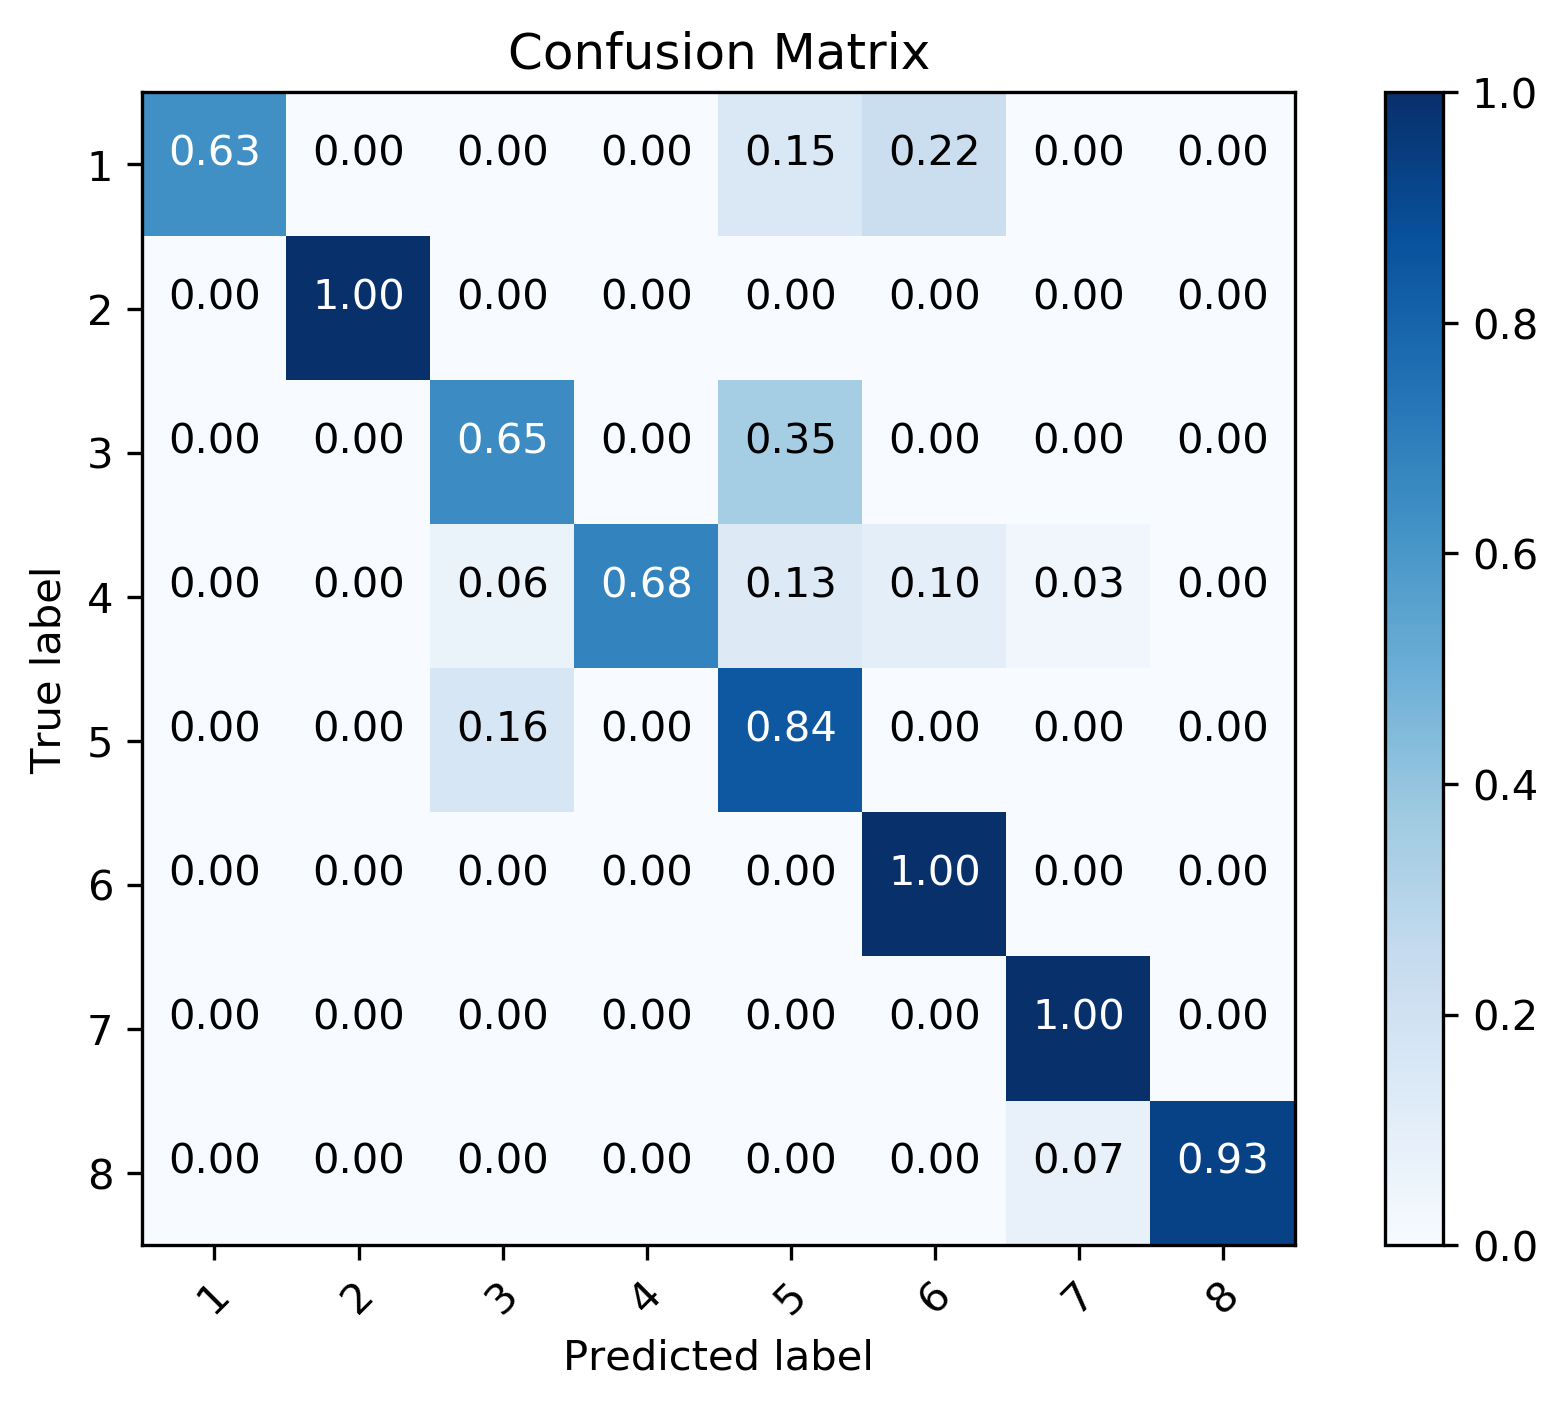 Confusion Matrix
1 0.63 0.00 0.00 0.00 0.15 0.22 0.00 0.00
2 0.00 1.00 0.00 0.00 0.00 0.00 0.00 0.00
3 0.00 0.00 0.65 0.00 0.35 0.00 0.00 0.00
4 0.00 0.00 0.06 0.68 0.13 0.10 0.03 0.00
5 0.00 0.00 0.16 0.00 0.84 0.00 0.00 0.00
6 0.00 0.00 0.00 0.00 0.00 1.00 0.00 0.00
7 0.00 0.00 0.00 0.00 0.00 0.00 1.00 0.00
8 0.00 0.00 0.00 0.00 0.00 0.00 0.07 0.93
1 2 3 4 5 6 7 8
True label
Predicted label
1.0
0.8
0.6
0.4
0.2
0.0